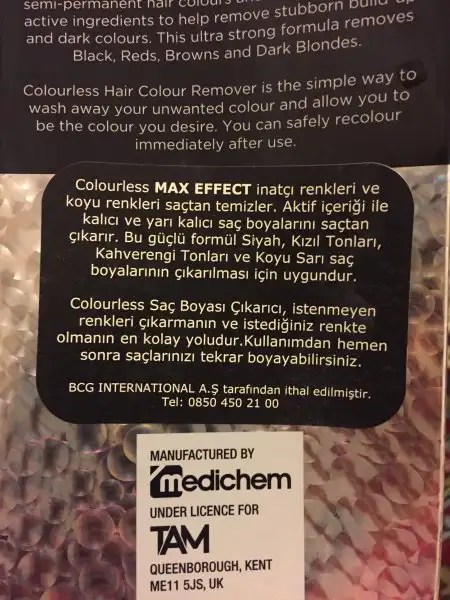 semi-permanent hair colours
active ingredients to help remove stubborn build-up
and dark colours. This ultra strong formula removes
Black, Reds, Browns and Dark Blondes.
Colourless Hair Colour Remover is the simple way to
wash away your unwanted colour and allow you to
be the colour you desire. You can safely recolour
immediately after use.
Colourless MAX EFFECT inatçı renkleri ve
koyu renkleri saçtan temizler. Aktif içeriği ile
kalıcı ve yarı kalıcı saç boyalarını saçtan
çıkarır. Bu güçlü formül Siyah, Kızıl Tonları,
Kahverengi Tonları ve Koyu Sarı saç
boyalarının çıkarılması için uygundur.
Colourless Saç Boyası Çıkarıcı, istenmeyen
renkleri çıkarmanın ve istediğiniz renkte
olmanın en kolay yoludur.Kullanımdan hemen
sonra saçlarınızı tekrar boyayabilirsiniz.
BCG INTERNATIONAL A.Ş tarafından ithal edilmiştir.
Tel: 0850 450 21 00
MANUFACTURED BY
medichem
UNDER LICENCE FOR
TAM
QUEENBOROUGH, KENT
ME11 5JS, UK